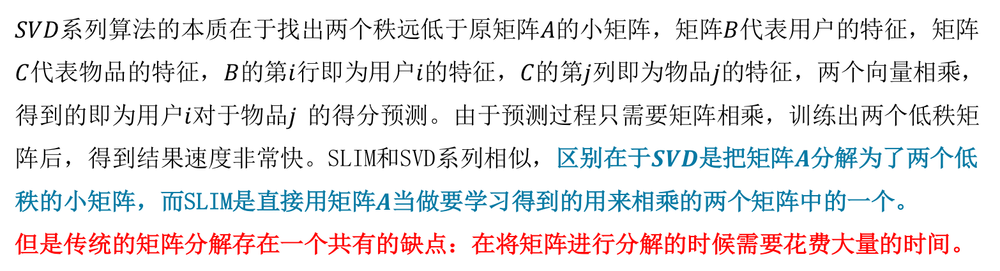 SVD系列算法的本质在于找出两个秩远低于原矩阵A的小矩阵，矩阵B代表用户的特征，矩阵
C代表物品的特征，B的第i行即为用户i的特征，C的第j列即为物品j的特征，两个向量相乘，
得到的即为用户i对于物品j 的得分预测。由于预测过程只需要矩阵相乘，训练出两个低秩矩
阵后，得到结果速度非常快。SLIM和SVD系列相似，区别在于SVD是把矩阵A分解为了两个低
秩的小矩阵，而SLIM是直接用矩阵A当做要学习得到的用来相乘的两个矩阵中的一个。
但是传统的矩阵分解存在一个共有的缺点：在将矩阵进行分解的时候需要花费大量的时间。